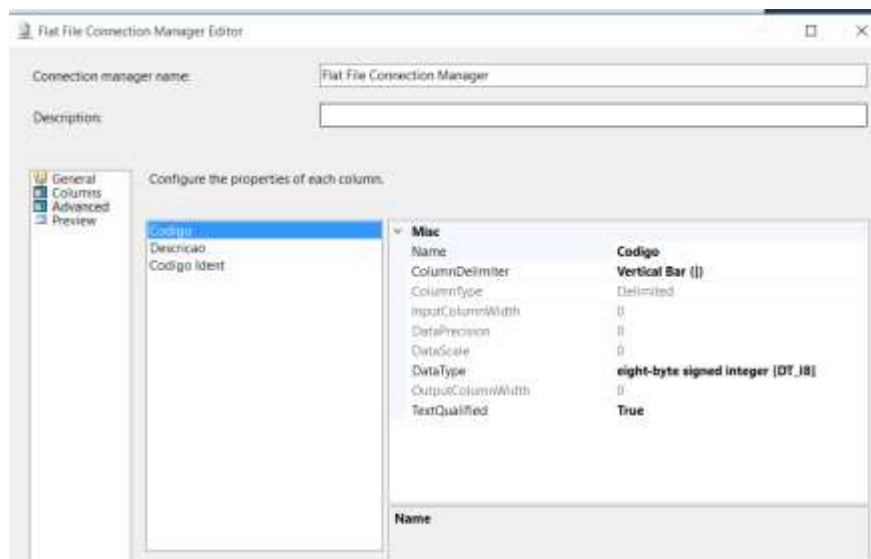 Flat File Connection Manager Editor
Connection manager name:
Flat File Connection Manager
Description:
General
Columns
Advanced
Preview
Configure the properties of each column.
Codigo
Descricao
Codigo Ident
Misc
Name Codigo
ColumnDelimiter Vertical Bar {|}
ColumnType Delimited
InputColumnWidth 0
DataPrecision 0
DataScale 0
DataType eight-byte signed integer [DT_I8]
OutputColumnWidth 0
TextQualified True
Name